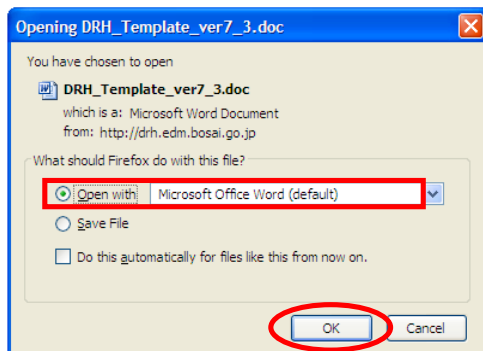 Opening DRH_Template_ver7_3.doc
You have chosen to open
DRH_Template_ver7_3.doc
which is a: Microsoft Word Document
from: http://drh.edm.bosai.go.jp
What should Firefox do with this file?
Open with Microsoft Office Word (default)
Save File
Do this automatically for files like this from now on.
OK Cancel